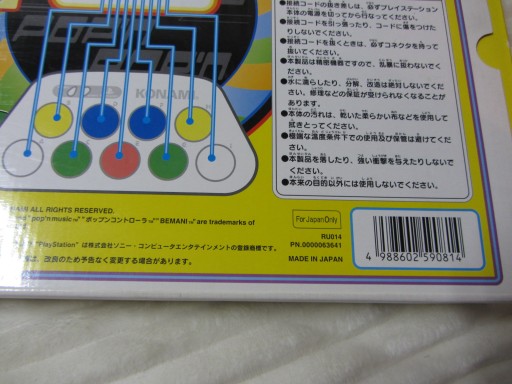 POP'N
●接続コードの抜き差しは、必ずプレイステーション
本体の電源を切ってから行なってください。
●接続コードを引っ張ったり、コードに傷をつけた
りしないでください。
●接続コードを抜くときは、必ずコネクタを持って
抜いてください。
●本製品は精密機器ですので、乱暴に扱わないでく
ださい。
●水に濡らしたり、分解、改造は絶対しないでくださ
い。修理などの保証が受けられなくなることが
あります。
●本体の汚れは、乾いた柔らかい布などを使用して
拭きとってください。
●極端な温度条件下での使用及び保管は避けてくだ
さい。
●本製品を落したり、強い衝撃を与えたりしないで
ください。
●本来の目的以外には使用しないでください。
KONAMI
ALL RIGHTS RESERVED.
"pop'n music"™ "ポップンコントローラ"™ "BEMANI"™ are trademarks of
"PlayStation" は株式会社ソニー・コンピュータエンタテインメントの登録商標です。
は、改良のため予告なく変更する場合があります。
For Japan Only
RU014
PN.0000063641
MADE IN JAPAN
4 988602 590814